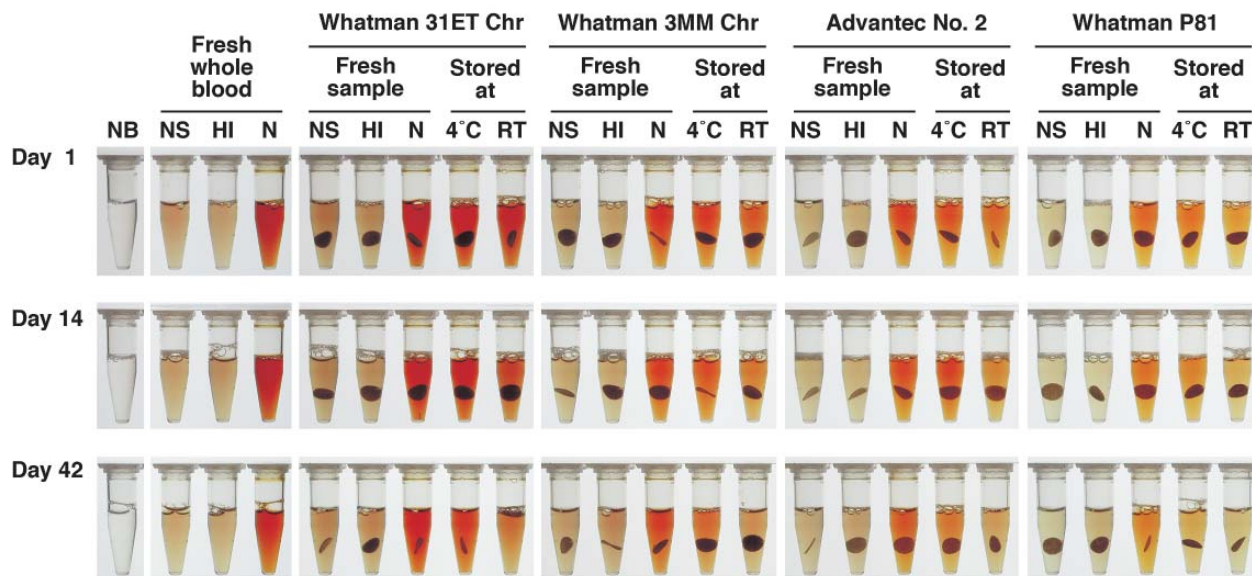 Whatman 31ET Chr Whatman 3MM Chr Advantec No. 2 Whatman P81
Fresh whole blood Fresh sample Stored at Fresh sample Stored at Fresh sample Stored at Fresh sample Stored at
NB NS HI N NS HI N 4°C RT NS HI N 4°C RT NS HI N 4°C RT NS HI N 4°C RT
Day 1
Day 14
Day 42